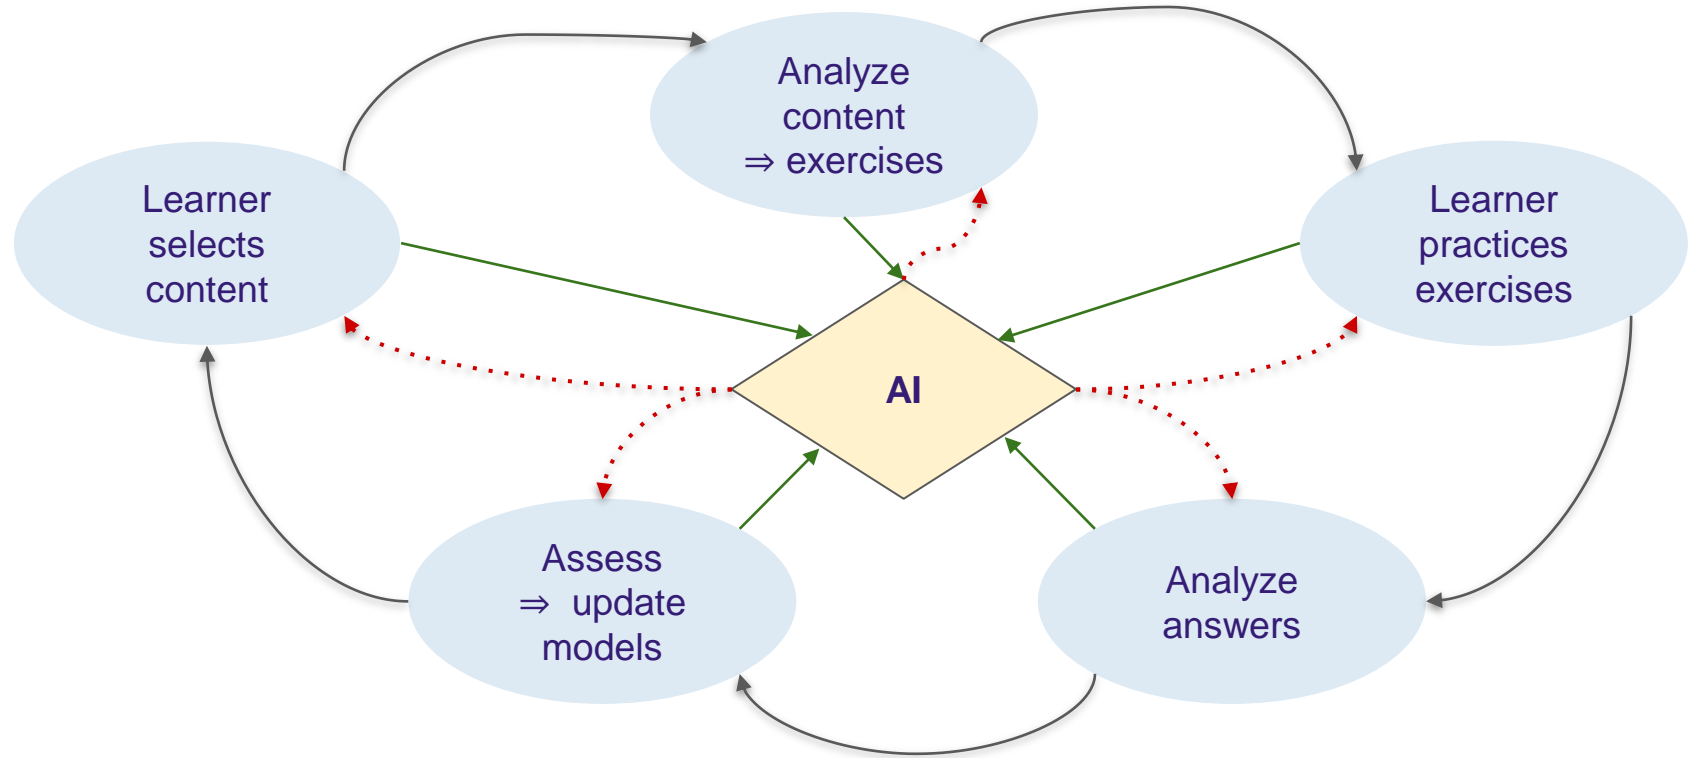 Analyze
content
⇒ exercises
Learner
selects
content
Learner
practices
exercises
AI
Assess
⇒ update
models
Analyze
answers